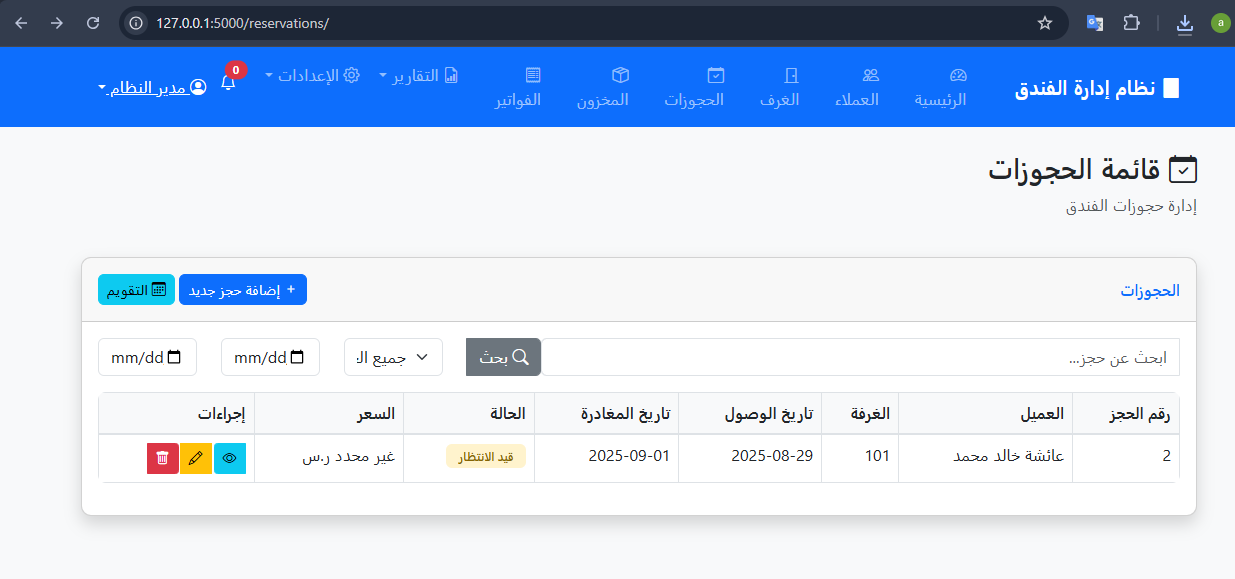 127.0.0.1:5000/reservations/
a
نظام إدارة الفندق
الرئيسية
العملاء
الغرف
الحجوزات
المخزون
الفواتير
التقارير
الإعدادات
0
مدير النظام
قائمة الحجوزات
إدارة حجوزات الفندق
الحجوزات
+ إضافة حجز جديد
التقويم
ابحث عن حجز...
بحث
جميع الـ
mm/dd
mm/dd
رقم الحجز العميل الغرفة تاريخ الوصول تاريخ المغادرة الحالة السعر إجراءات
2 عائشة خالد محمد 101 2025-08-29 2025-09-01 قيد الانتظار غير محدد ر.س